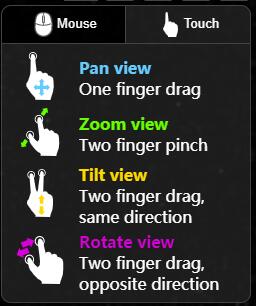 Mouse Touch
Pan view
One finger drag
Zoom view
Two finger pinch
Tilt view
Two finger drag,
same direction
Rotate view
Two finger drag,
opposite direction